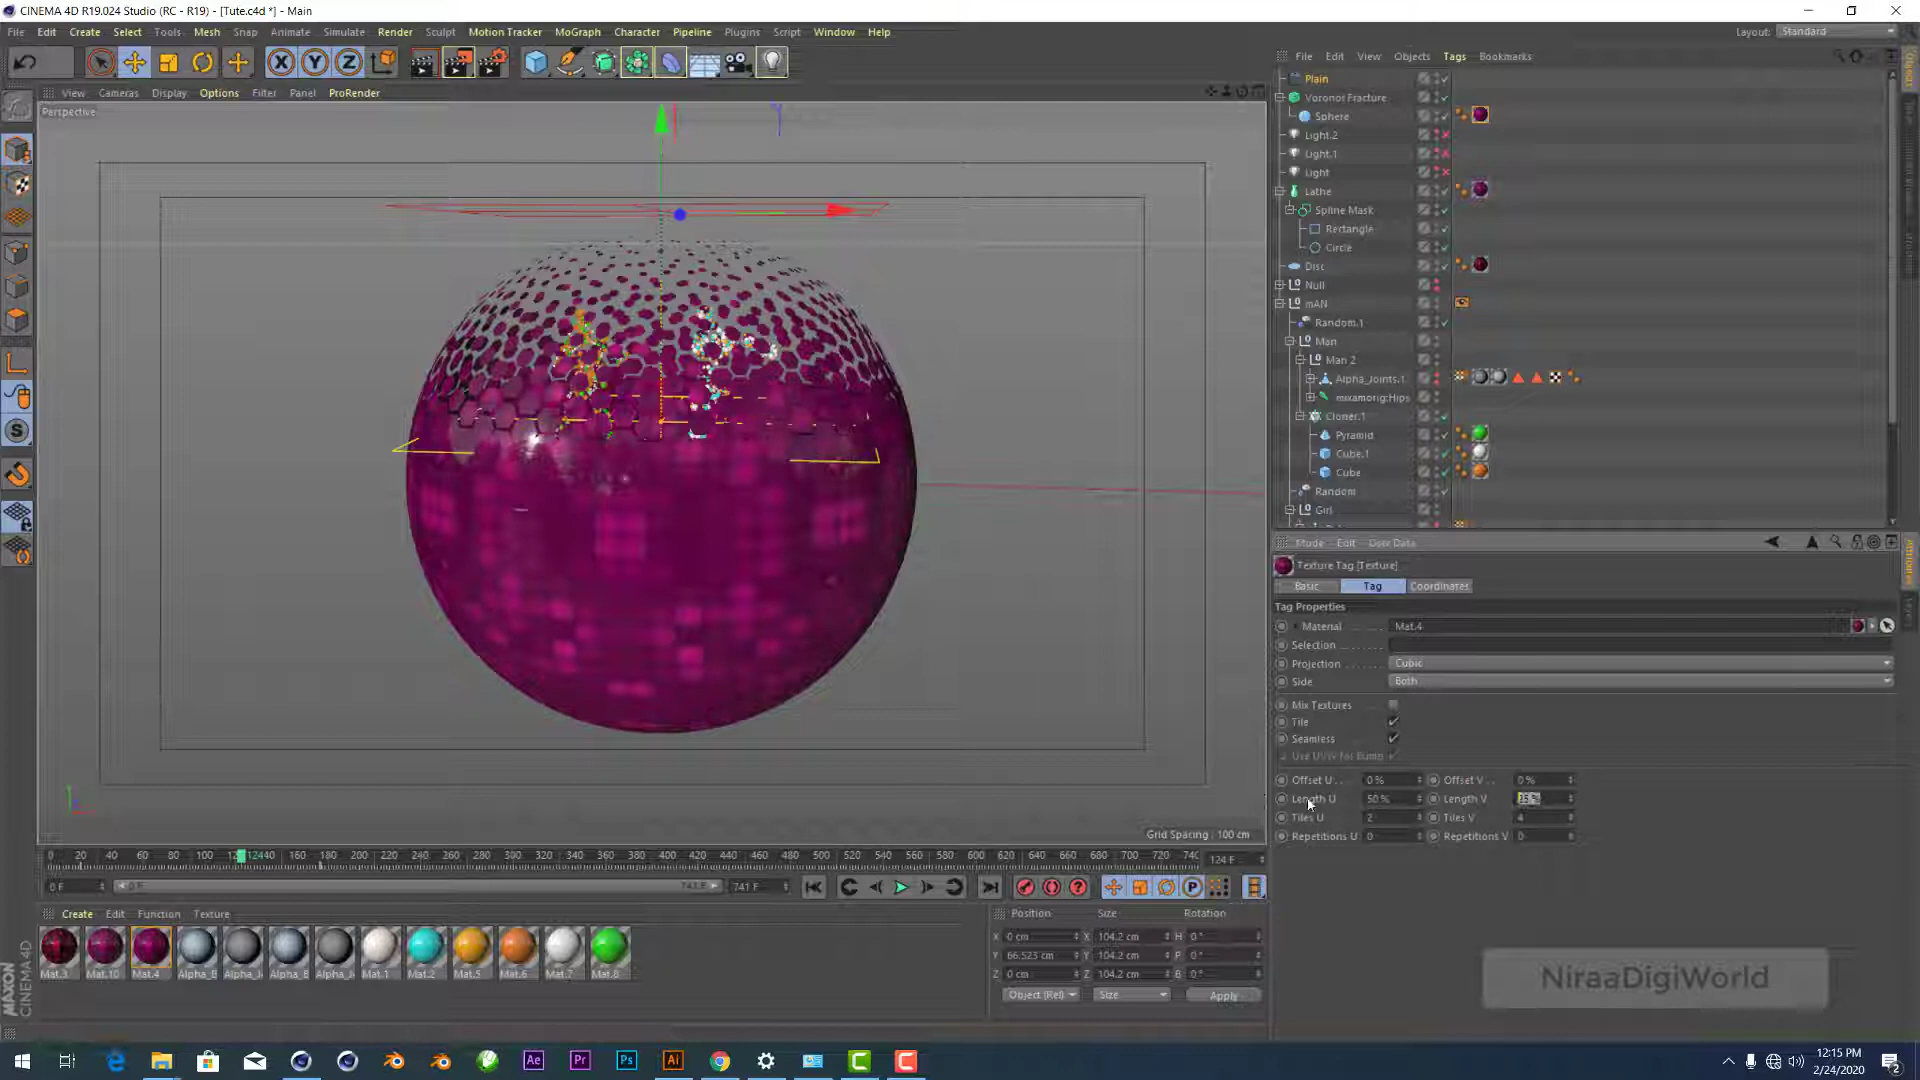 CINEMA 4D R19.024 Studio (RC - R19) - [Tute.c4d *] - Main
File Edit Create Select Tools Mesh Snap Animate Simulate Render Sculpt Motion Tracker MoGraph Character Pipeline Plugins Script Window Help
Layout: Standard
View Cameras Display Options Filter Panel ProRender
Perspective
Grid Spacing : 100 cm
File Edit View Objects Tags Bookmarks
Plain
Voronoi Fracture
Sphere
Light.2
Light.1
Light
Lathe
Spline Mask
Rectangle
Circle
Disc
Null
mAN
Random.1
Man
Man 2
Alpha_Joints.1
mixamorig:Hips
Cloner.1
Pyramid
Cube.1
Cube
Random
Girl
Mode Edit User Data
Texture Tag [Texture]
Basic Tag Coordinates
Tag Properties
Material Mat.4
Selection
Projection Cubic
Side Both
Mix Textures
Tile
Seamless
Use UVW for Bump
Offset U 0 % Offset V 0 %
Length U 50 % Length V 25 %
Tiles U 2 Tiles V 4
Repetitions U 0 Repetitions V 0
0 20 40 60 80 100 124 160 180 200 220 240 260 280 300 320 340 360 380 400 420 440 460 480 500 520 540 560 580 600 620 640 660 680 700 720 740
124 F
0 F 0 F 741 F 741 F
Create Edit Function Texture
Mat.3 Mat.10 Mat.4 Alpha_B Alpha_J Alpha_B Alpha_J Mat.1 Mat.2 Mat.5 Mat.6 Mat.7 Mat.8
Position Size Rotation
X 0 cm X 104.2 cm H 0 °
Y 66.523 cm Y 104.2 cm P 0 °
Z 0 cm Z 104.2 cm B 0 °
Object (Rel) Size Apply
MAXON CINEMA 4D
NiraaDigiWorld
Ae Pr Ps Ai
12:15 PM
2/24/2020
2